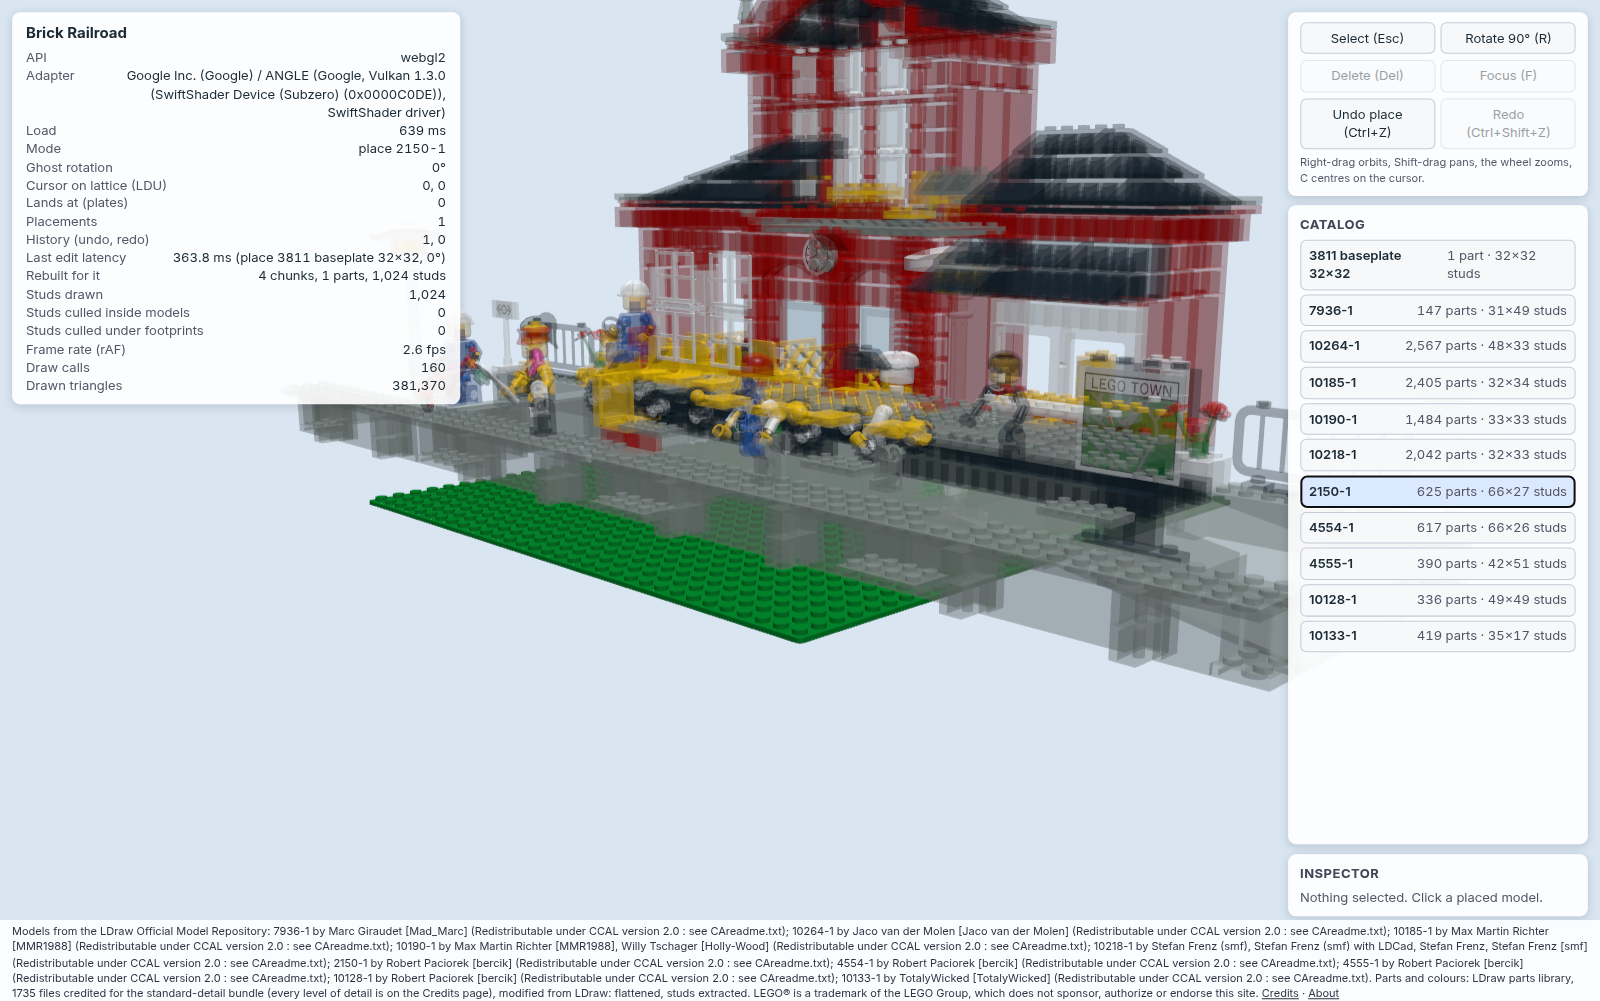 Brick Railroad
API webgl2
Adapter Google Inc. (Google) / ANGLE (Google, Vulkan 1.3.0
(SwiftShader Device (Subzero) (0x0000C0DE)),
SwiftShader driver)
Load 639 ms
Mode place 2150-1
Ghost rotation 0°
Cursor on lattice (LDU) 0, 0
Lands at (plates) 0
Placements 1
History (undo, redo) 1, 0
Last edit latency 363.8 ms (place 3811 baseplate 32×32, 0°)
Rebuilt for it 4 chunks, 1 parts, 1,024 studs
Studs drawn 1,024
Studs culled inside models 0
Studs culled under footprints 0
Frame rate (rAF) 2.6 fps
Draw calls 160
Drawn triangles 381,370
LEGO TOWN
Select (Esc) Rotate 90° (R)
Delete (Del) Focus (F)
Undo place (Ctrl+Z) Redo (Ctrl+Shift+Z)
Right-drag orbits, Shift-drag pans, the wheel zooms,
C centres on the cursor.
CATALOG
3811 baseplate 32×32 1 part · 32×32 studs
7936-1 147 parts · 31×49 studs
10264-1 2,567 parts · 48×33 studs
10185-1 2,405 parts · 32×34 studs
10190-1 1,484 parts · 33×33 studs
10218-1 2,042 parts · 32×33 studs
2150-1 625 parts · 66×27 studs
4554-1 617 parts · 66×26 studs
4555-1 390 parts · 42×51 studs
10128-1 336 parts · 49×49 studs
10133-1 419 parts · 35×17 studs
INSPECTOR
Nothing selected. Click a placed model.
Models from the LDraw Official Model Repository: 7936-1 by Marc Giraudet [Mad_Marc] (Redistributable under CCAL version 2.0 : see CAreadme.txt); 10264-1 by Jaco van der Molen [Jaco van der Molen] (Redistributable under CCAL version 2.0 : see CAreadme.txt); 10185-1 by Max Martin Richter
[MMR1988] (Redistributable under CCAL version 2.0 : see CAreadme.txt); 10190-1 by Max Martin Richter [MMR1988], Willy Tschager [Holly-Wood] (Redistributable under CCAL version 2.0 : see CAreadme.txt); 10218-1 by Stefan Frenz (smf), Stefan Frenz (smf) with LDCad, Stefan Frenz, Stefan Frenz [smf]
(Redistributable under CCAL version 2.0 : see CAreadme.txt); 2150-1 by Robert Paciorek [bercik] (Redistributable under CCAL version 2.0 : see CAreadme.txt); 4554-1 by Robert Paciorek [bercik] (Redistributable under CCAL version 2.0 : see CAreadme.txt); 4555-1 by Robert Paciorek [bercik]
(Redistributable under CCAL version 2.0 : see CAreadme.txt); 10128-1 by Robert Paciorek [bercik] (Redistributable under CCAL version 2.0 : see CAreadme.txt); 10133-1 by TotalyWicked [TotalyWicked] (Redistributable under CCAL version 2.0 : see CAreadme.txt). Parts and colours: LDraw parts library,
1735 files credited for the standard-detail bundle (every level of detail is on the Credits page), modified from LDraw: flattened, studs extracted. LEGO® is a trademark of the LEGO Group, which does not sponsor, authorize or endorse this site. Credits · About